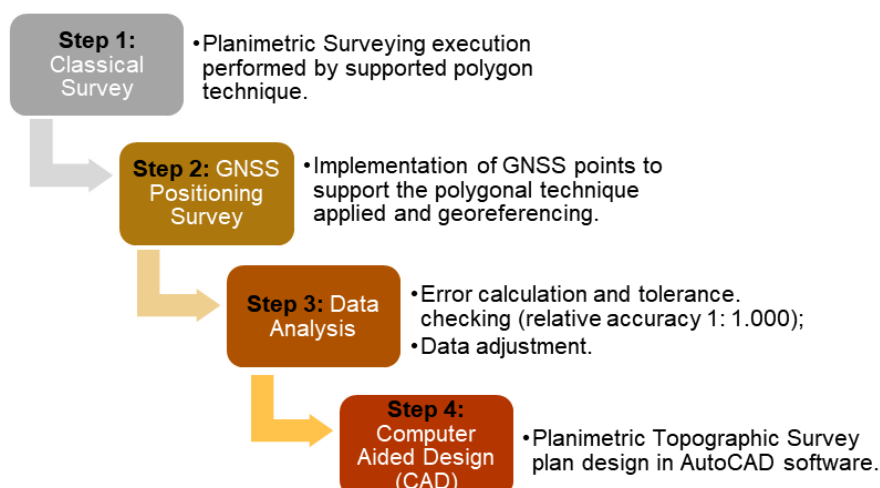 Step 1:
Classical
Survey
•Planimetric Surveying execution
performed by supported polygon
technique.
Step 2: GNSS
Positioning
Survey
•Implementation of GNSS points to
support the polygonal technique
applied and georeferencing.
Step 3: Data
Analysis
•Error calculation and tolerance.
checking (relative accuracy 1: 1.000);
•Data adjustment.
Step 4:
Computer
Aided Design
(CAD)
•Planimetric Topographic Survey
plan design in AutoCAD software.